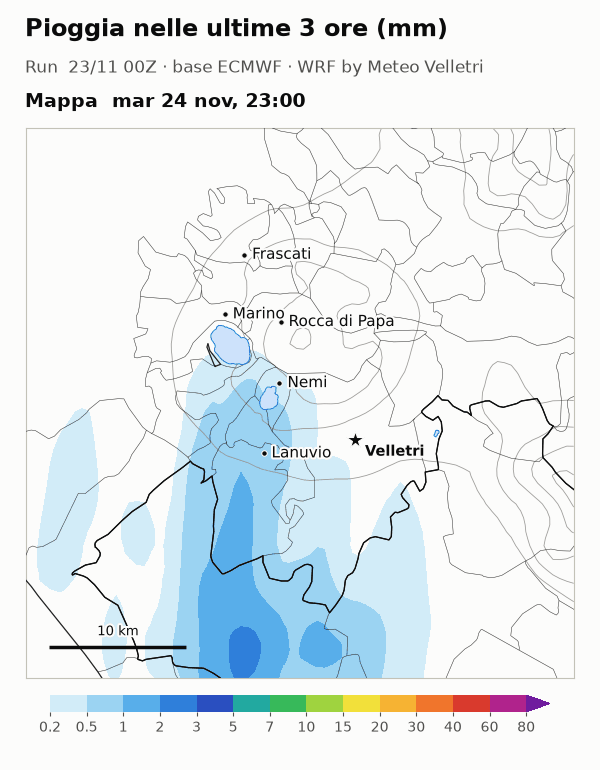 Pioggia nelle ultime 3 ore (mm)
Run  23/11 00Z · base ECMWF · WRF by Meteo Velletri
Mappa  mar 24 nov, 23:00
Frascati
Marino
Rocca di Papa
Nemi
Velletri
Lanuvio
10 km
0.2 0.5 1 2 3 5 7 10 15 20 30 40 60 80